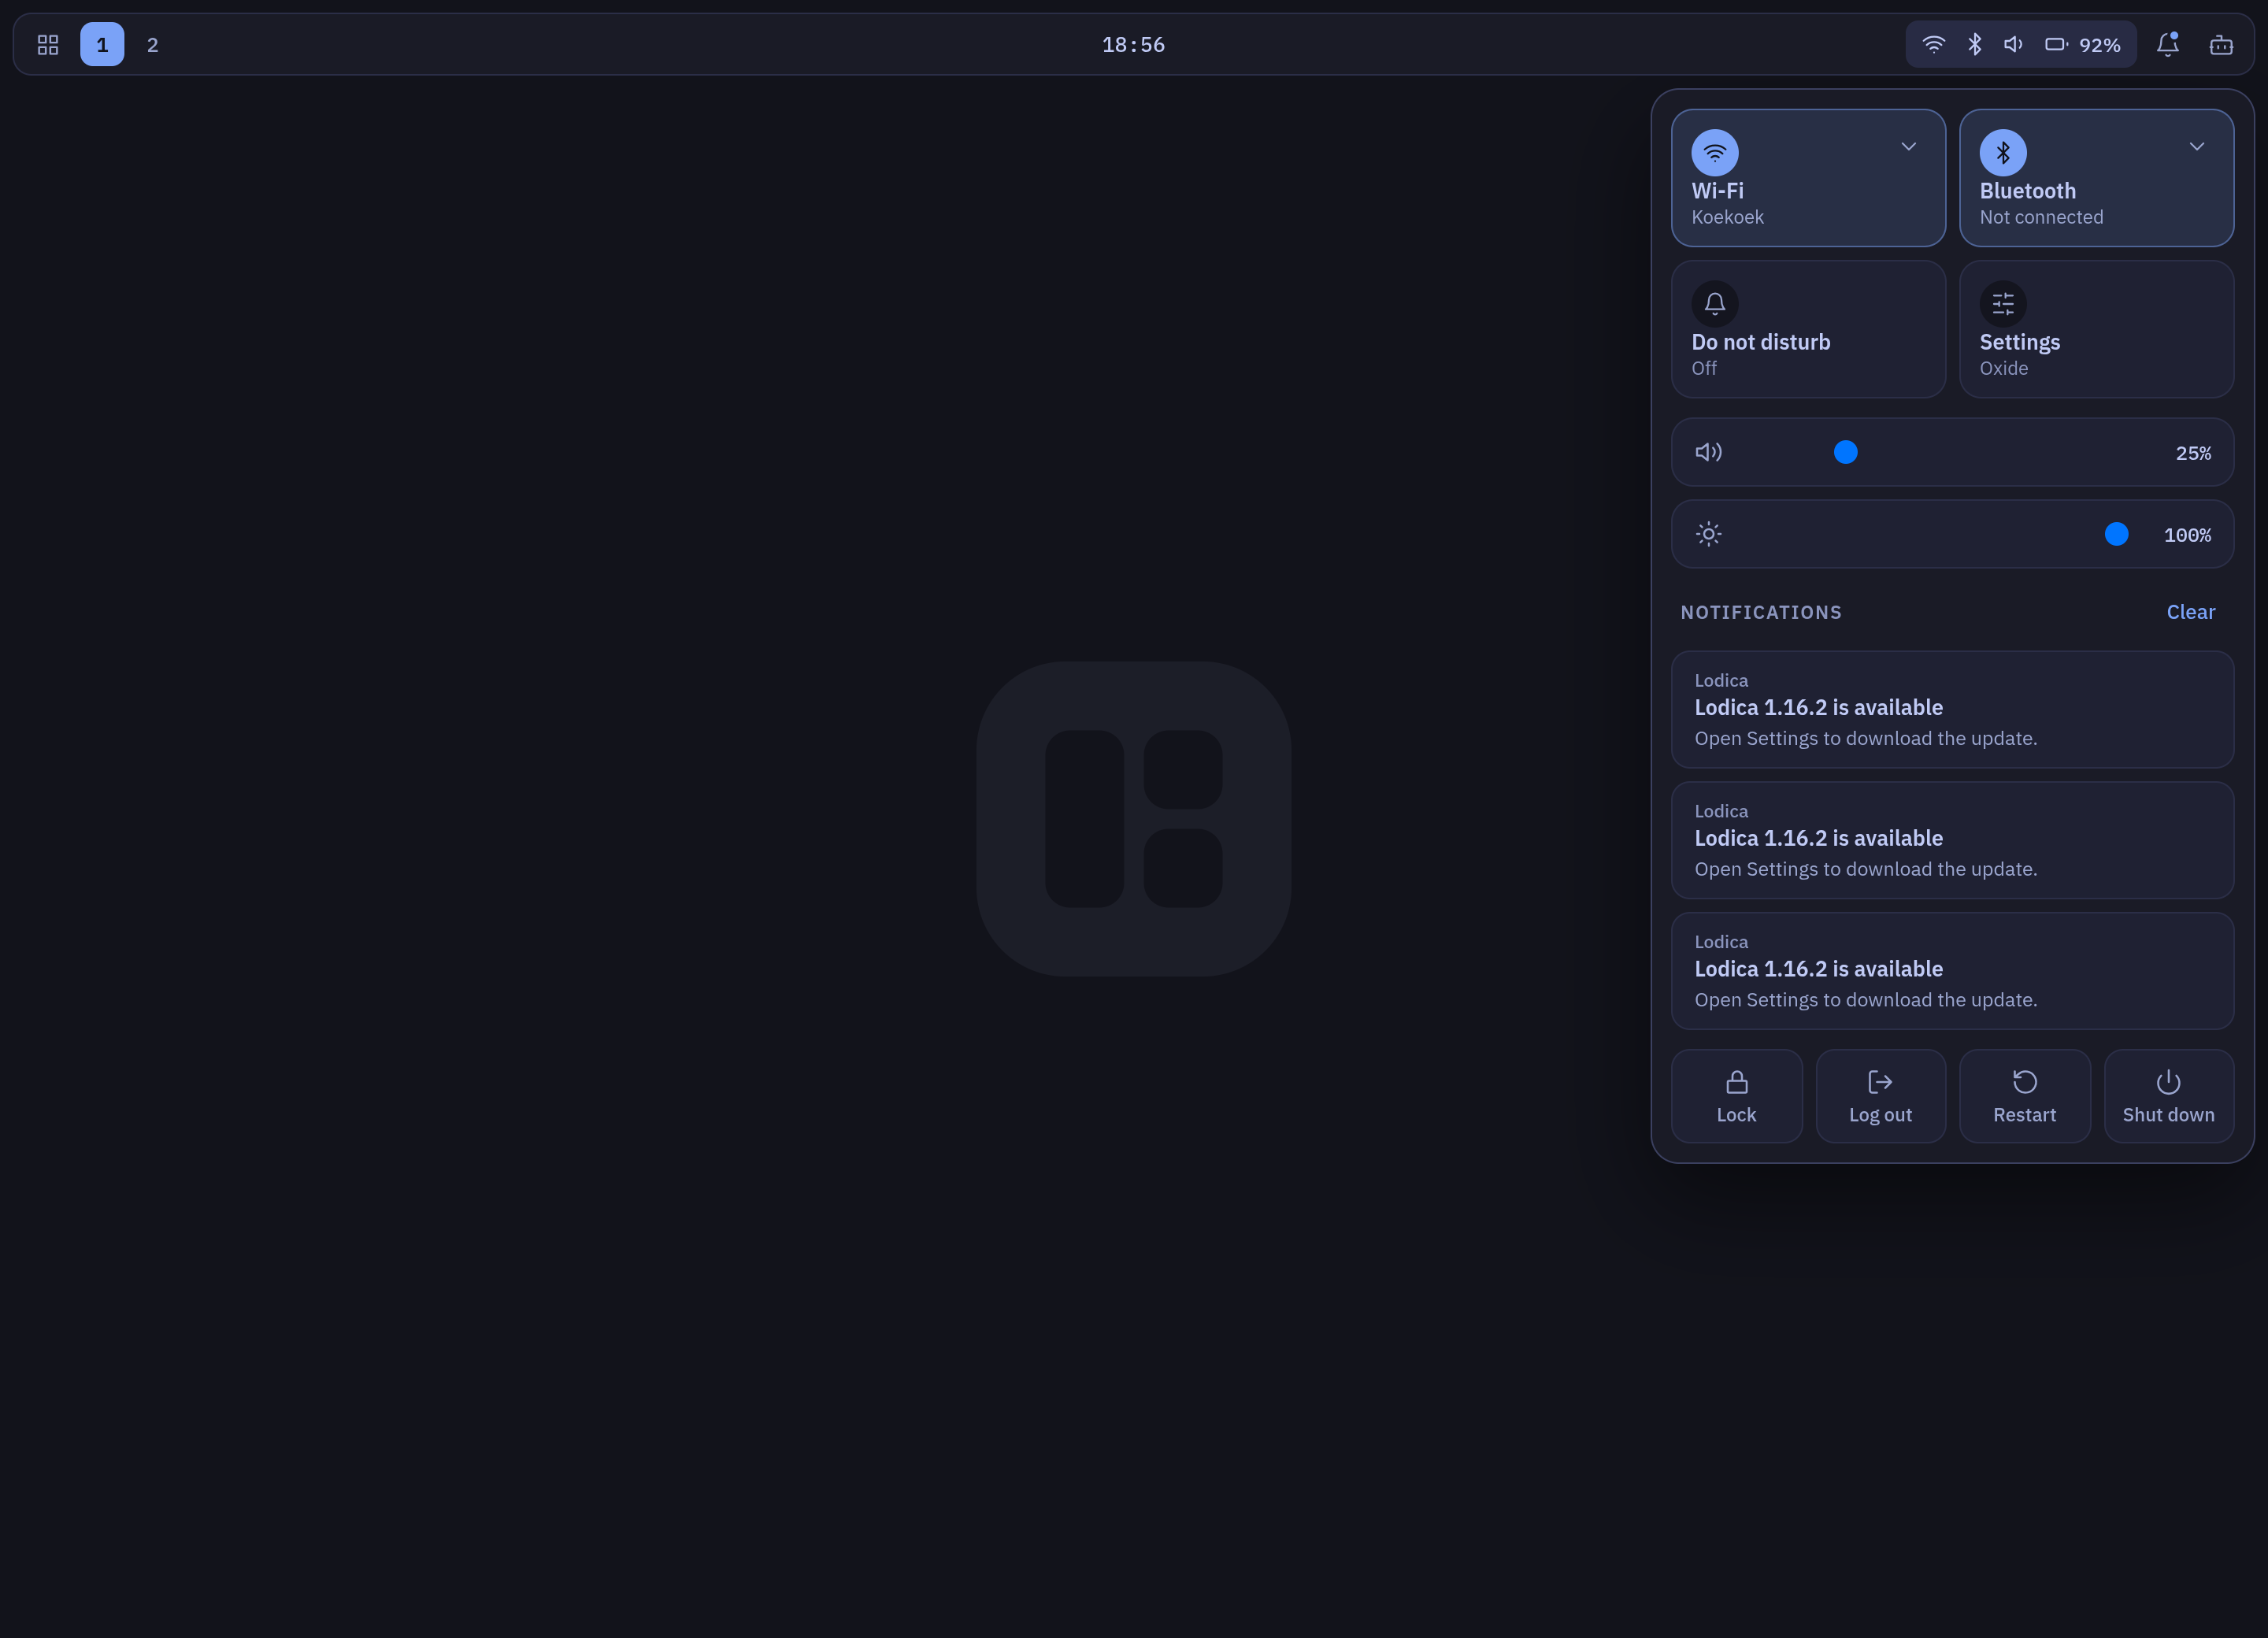 1 2 18:56 92%
Wi-Fi
Koekoek
Bluetooth
Not connected
Do not disturb
Off
Settings
Oxide
25%
100%
NOTIFICATIONS Clear
Lodica
Lodica 1.16.2 is available
Open Settings to download the update.
Lodica
Lodica 1.16.2 is available
Open Settings to download the update.
Lodica
Lodica 1.16.2 is available
Open Settings to download the update.
Lock Log out Restart Shut down